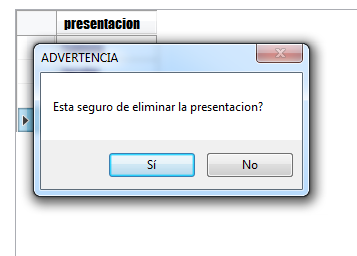 presentacion
ADVERTENCIA
Esta seguro de eliminar la presentacion?
Sí
No